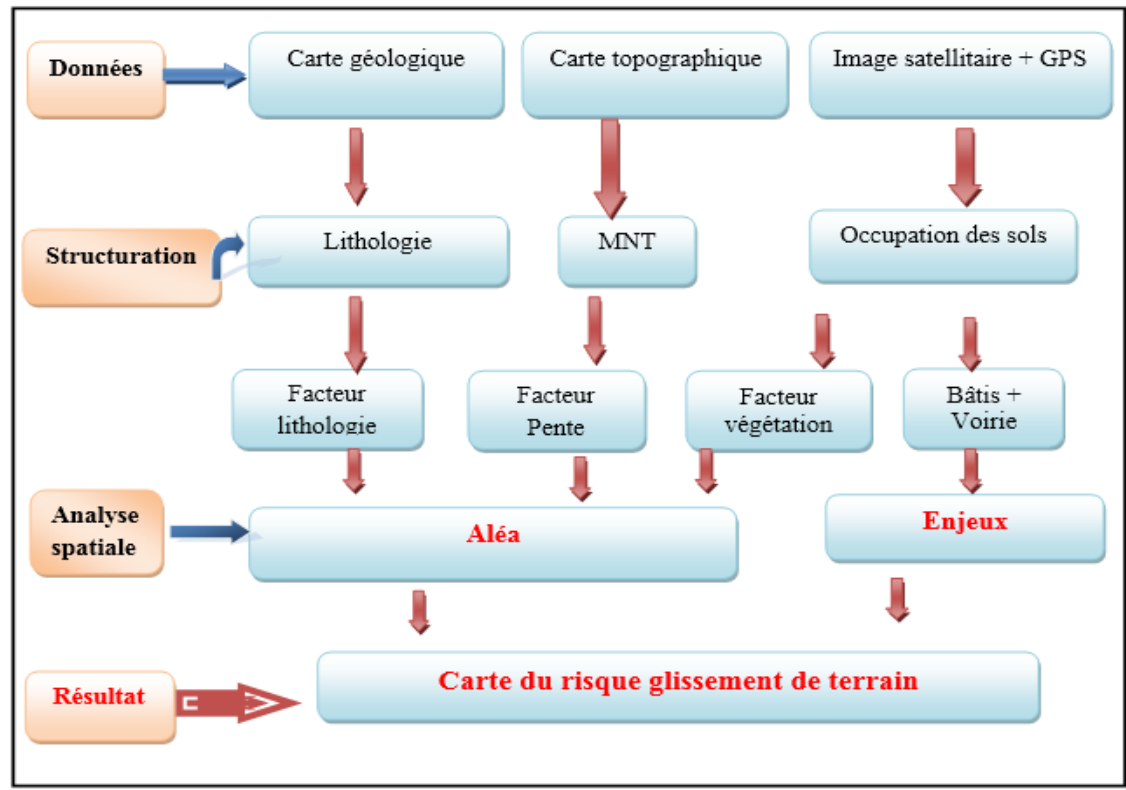 Données
Carte géologique
Carte topographique
Image satellitaire + GPS
Structuration
Lithologie
MNT
Occupation des sols
Facteur
lithologie
Facteur
Pente
Facteur
végétation
Bâtis +
Voirie
Analyse
spatiale
Aléa
Enjeux
Résultat
Carte du risque glissement de terrain